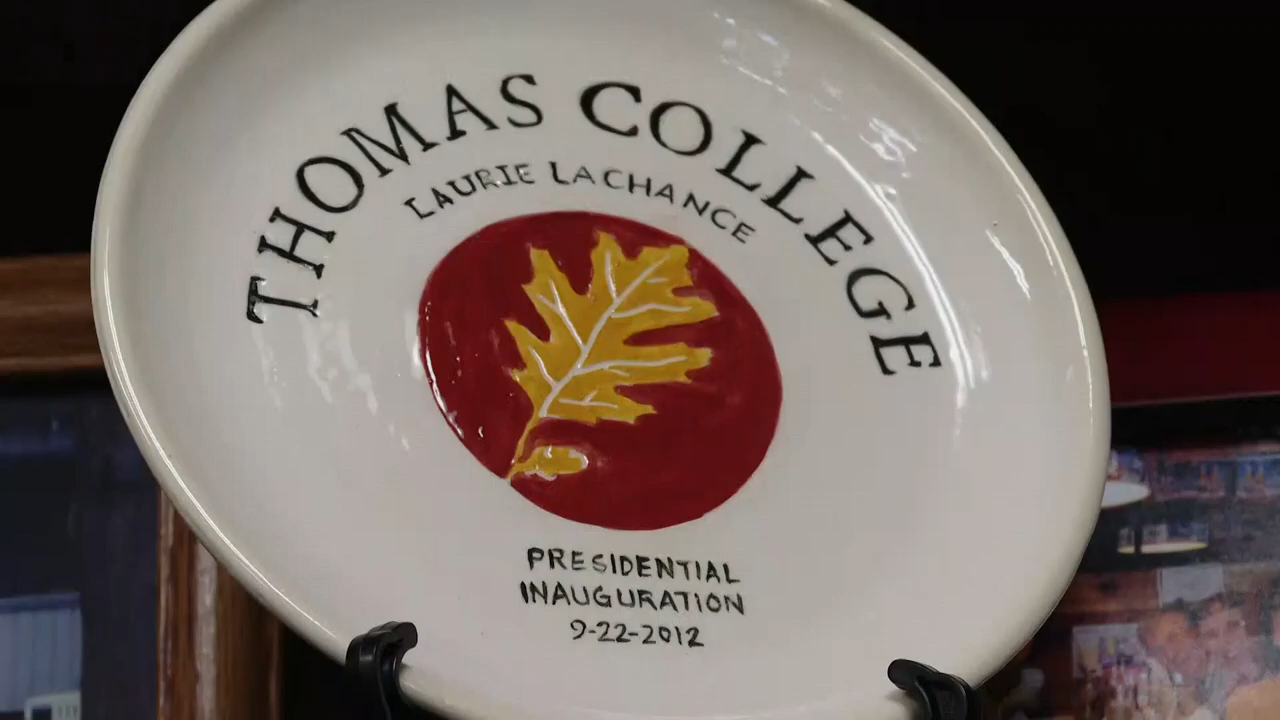 THOMAS COLLEGE
LAURIE LACHANCE
PRESIDENTIAL
INAUGURATION
9-22-2012